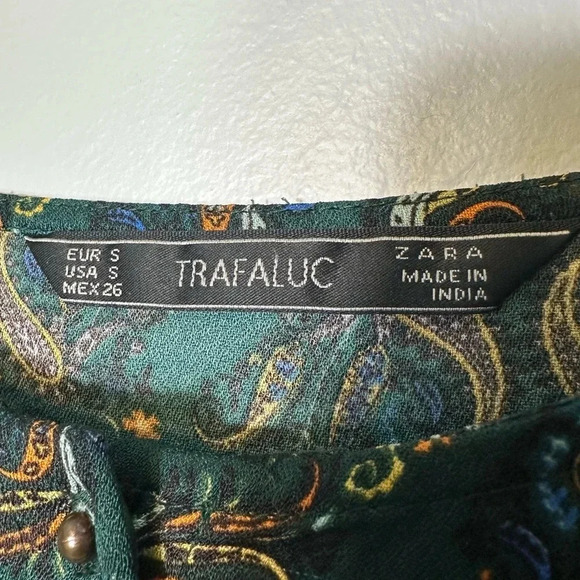 EUR S
USA S
MEX 26
TRAFALUC
ZARA
MADE IN
INDIA